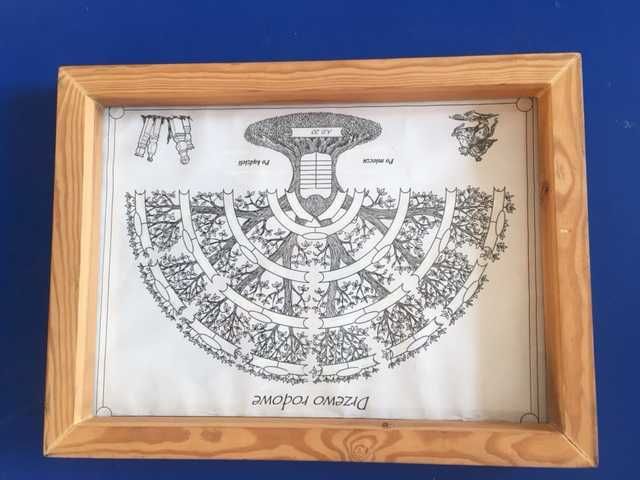 Drzewo rodowe
Po mieczu
Po kądzieli
A.D. 20